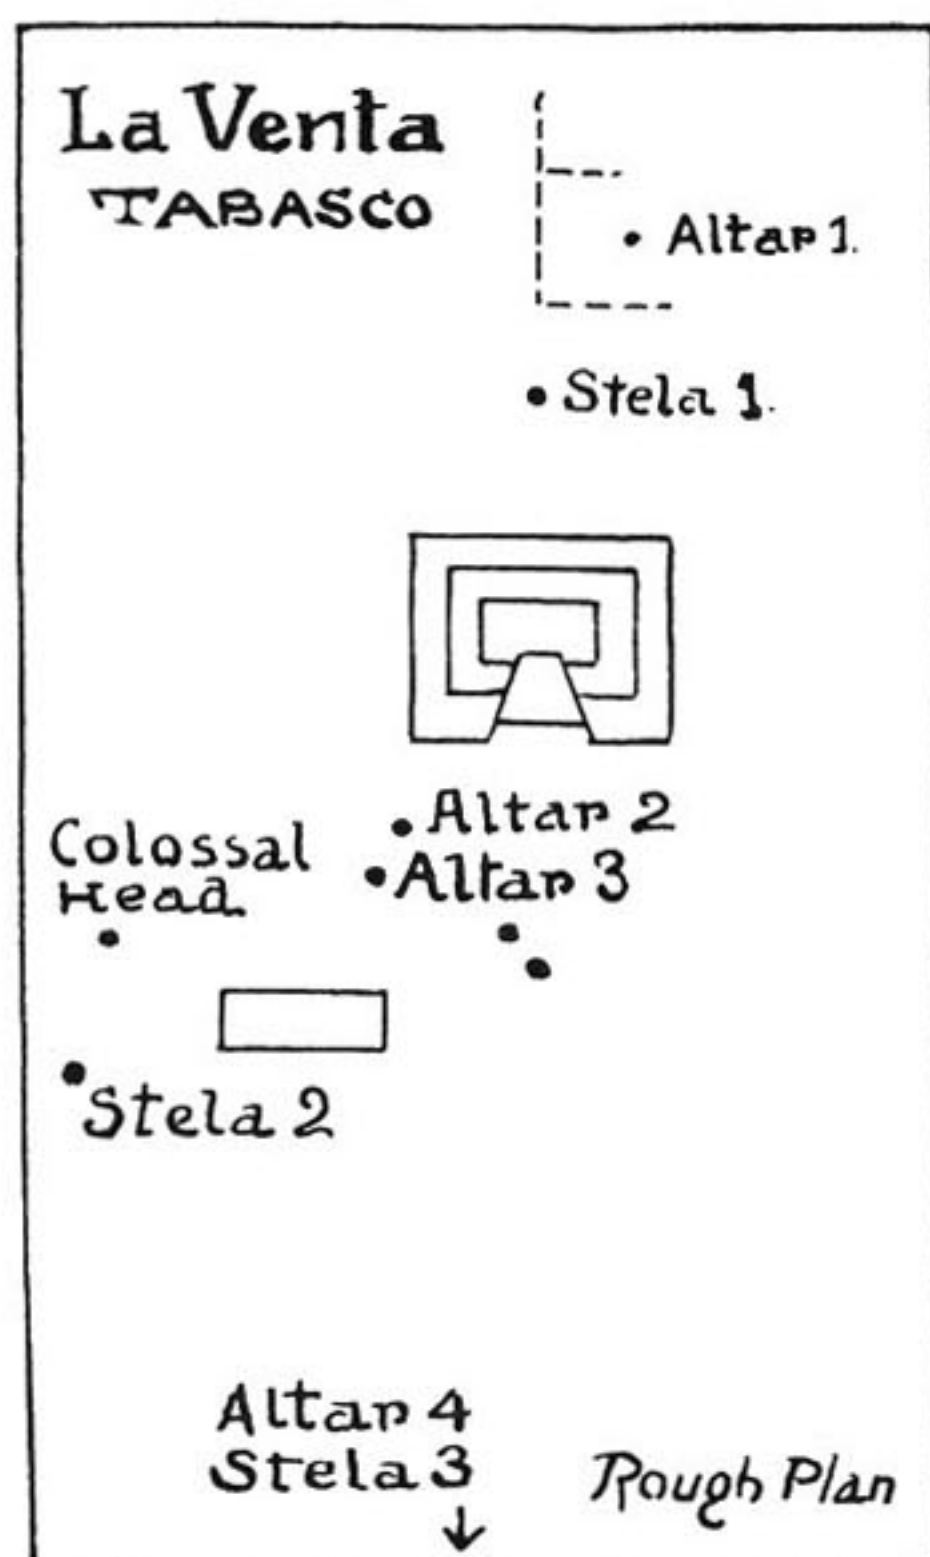 La Venta
TABASCO
Altar 1.
Stela 1.
Altar 2
Altar 3
Colossal
Head
Stela 2
Altar 4
Stela 3
Rough Plan